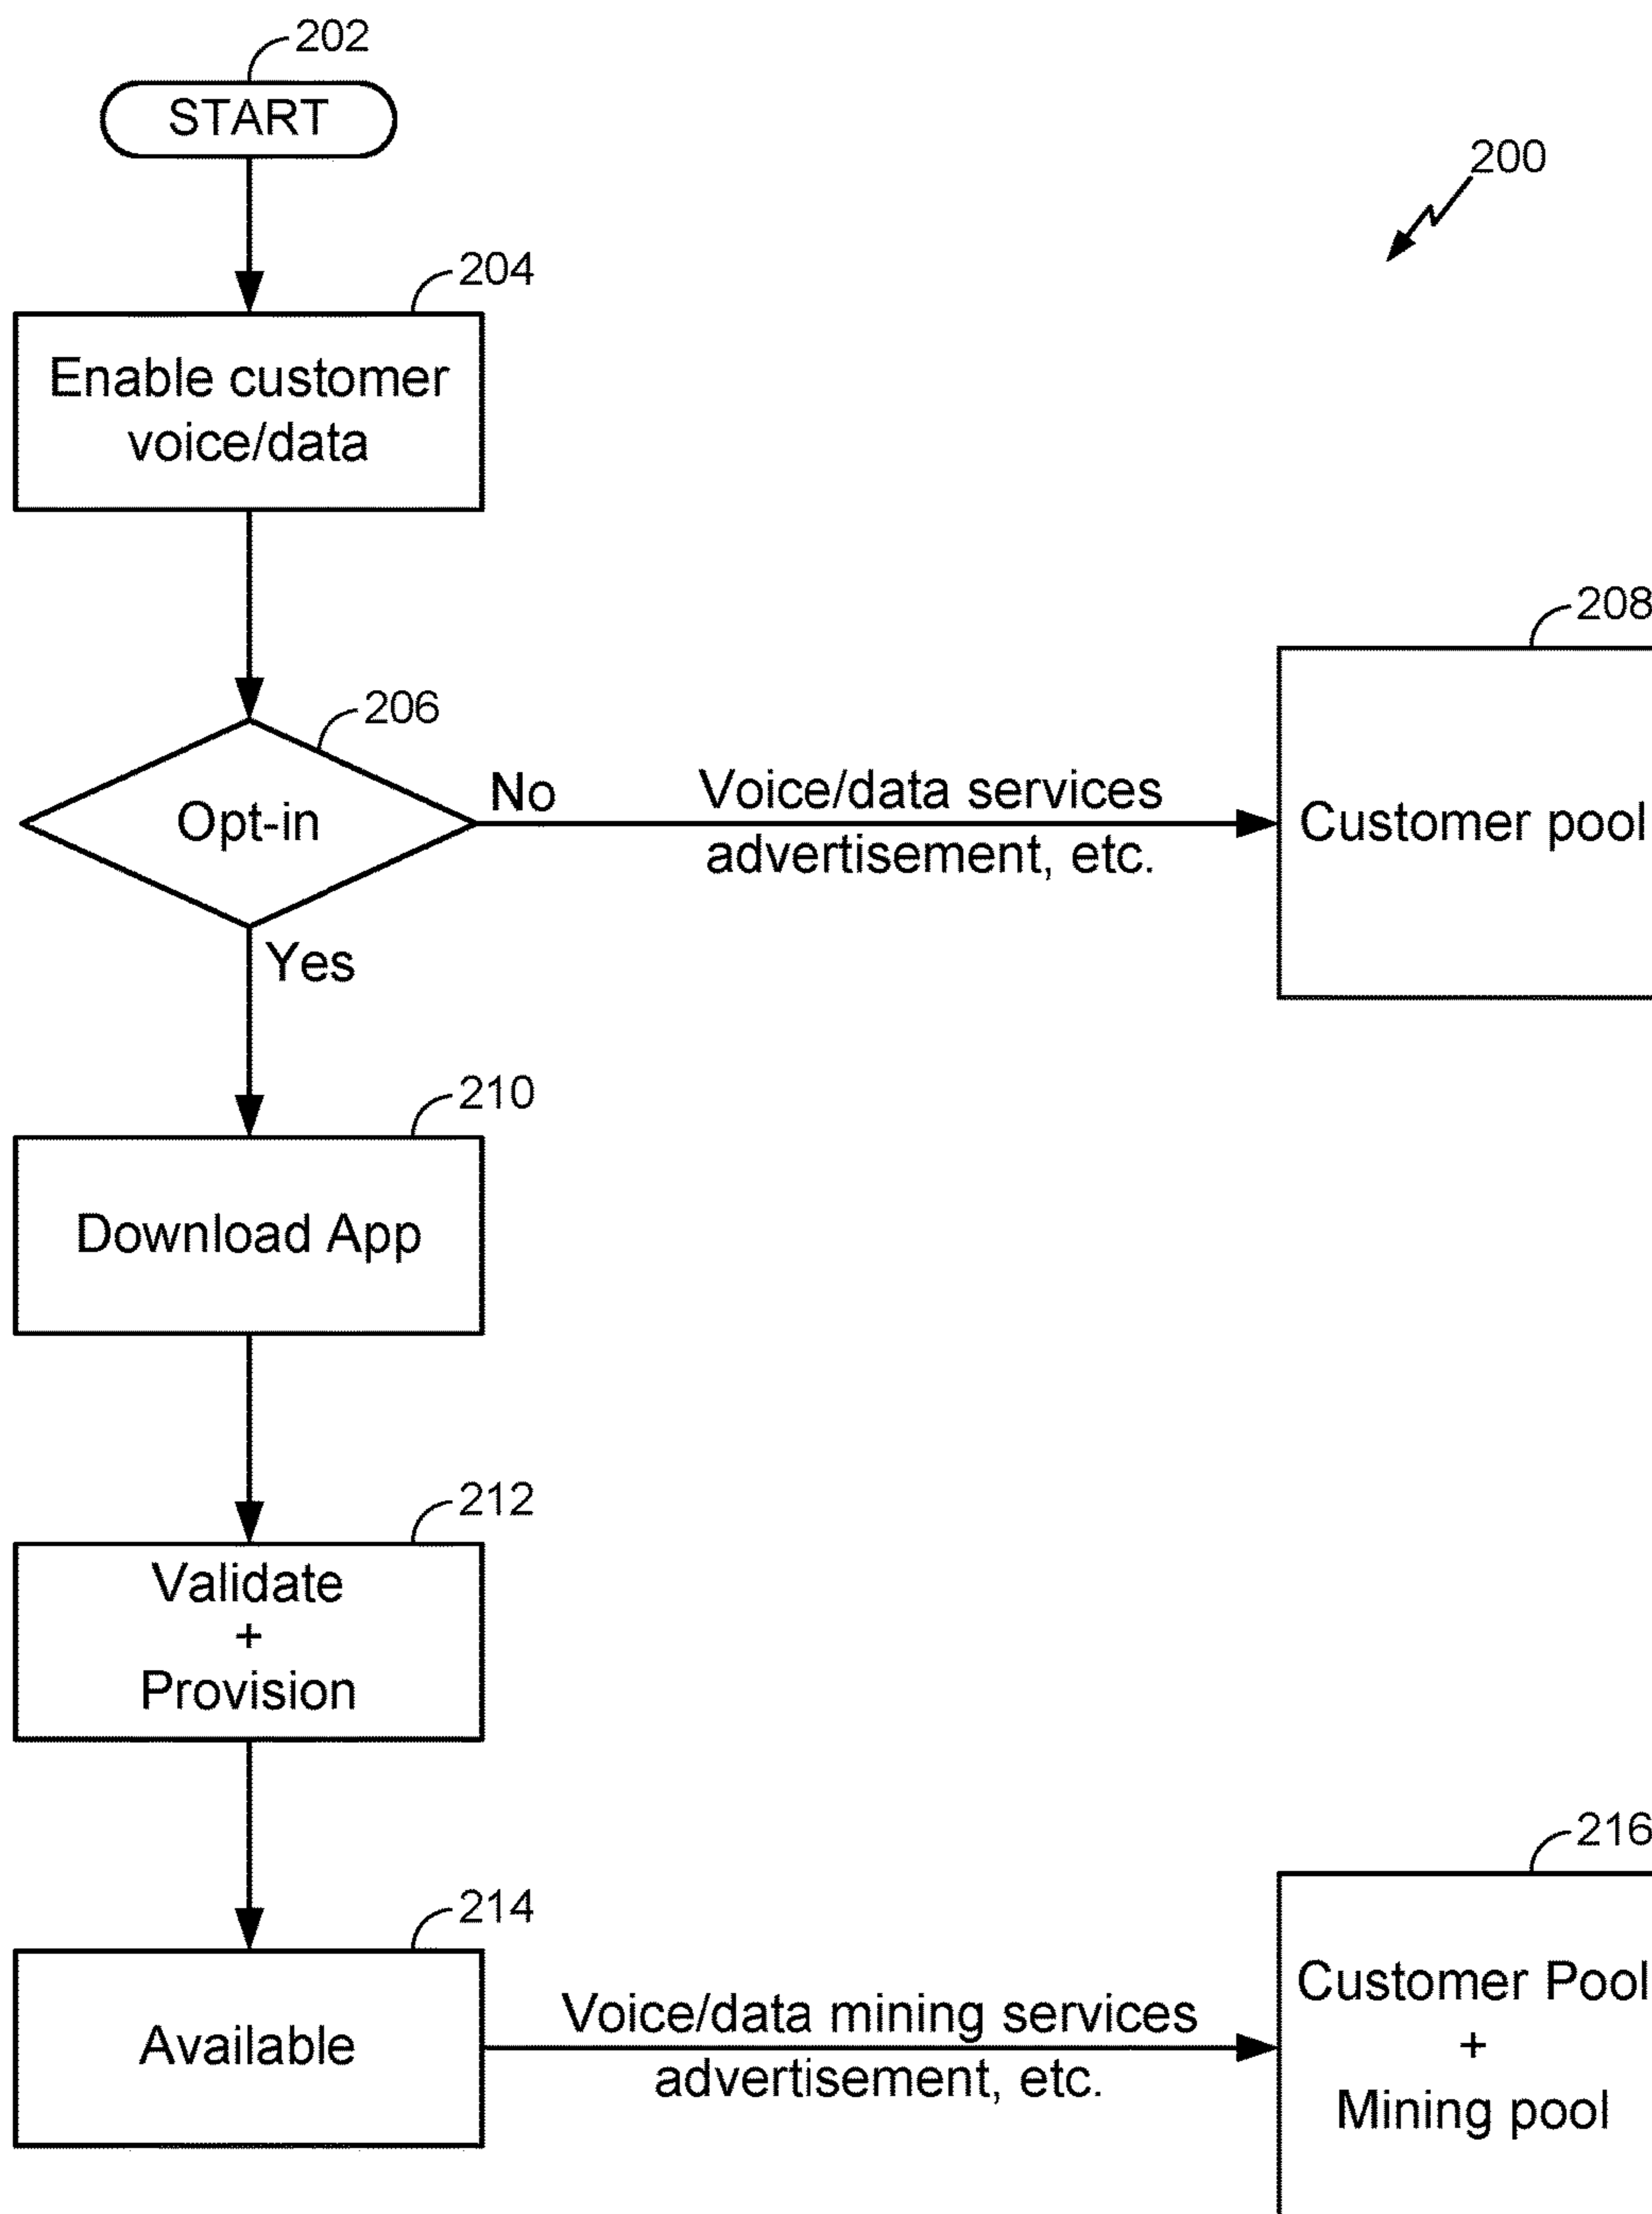 202
START
200
204
Enable customer
voice/data
208
206
Opt-in
No
Voice/data services
advertisement, etc.
Customer pool
Yes
210
Download App
212
Validate
+
Provision
216
214
Available
Voice/data mining services
advertisement, etc.
Customer Pool
+
Mining pool